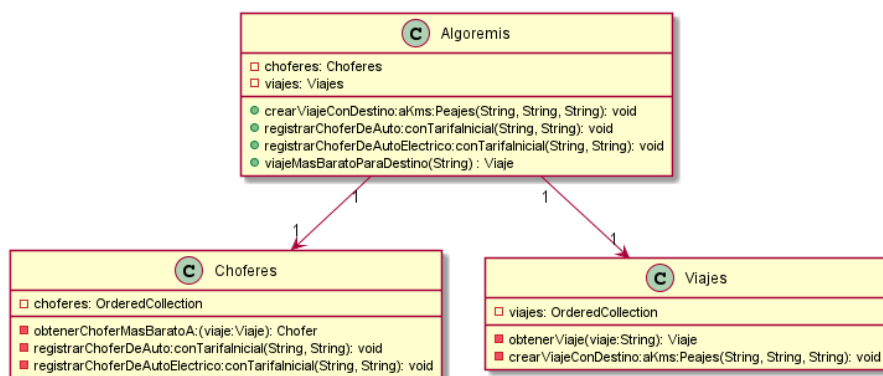 C Algoremis
choferes: Choferes
viajes: Viajes
crearViajeConDestino:aKms:Peajes(String, String, String): void
registrarChoferDeAuto:conTarifaInicial(String, String): void
registrarChoferDeAutoElectrico:conTarifaInicial(String, String): void
viajeMasBaratoParaDestino(String) : Viaje
1 1
1 1
C Choferes
choferes: OrderedCollection
obtenerChoferMasBaratoA:(viaje:Viaje): Chofer
registrarChoferDeAuto:conTarifaInicial(String, String): void
registrarChoferDeAutoElectrico:conTarifaInicial(String, String): void
C Viajes
viajes: OrderedCollection
obtenerViaje(viaje:String): Viaje
crearViajeConDestino:aKms:Peajes(String, String, String): void